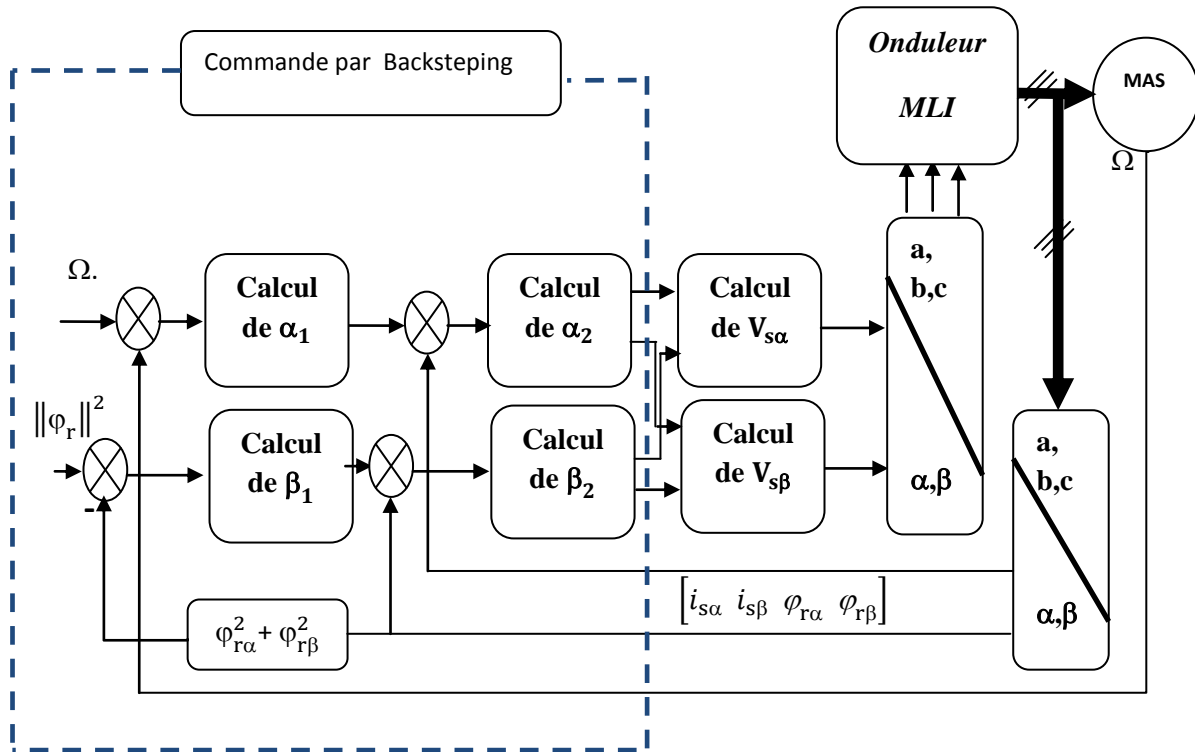 Commande par Backsteping
Onduleur
MLI
MAS
Ω
Ω.
Calcul
de α₁
Calcul
de α₂
Calcul
de Vsα
a,
b,c
α,β
‖φr‖²
-
Calcul
de β₁
Calcul
de β₂
Calcul
de Vsβ
a,
b,c
α,β
[isα isβ φrα φrβ]
φ²rα + φ²rβ